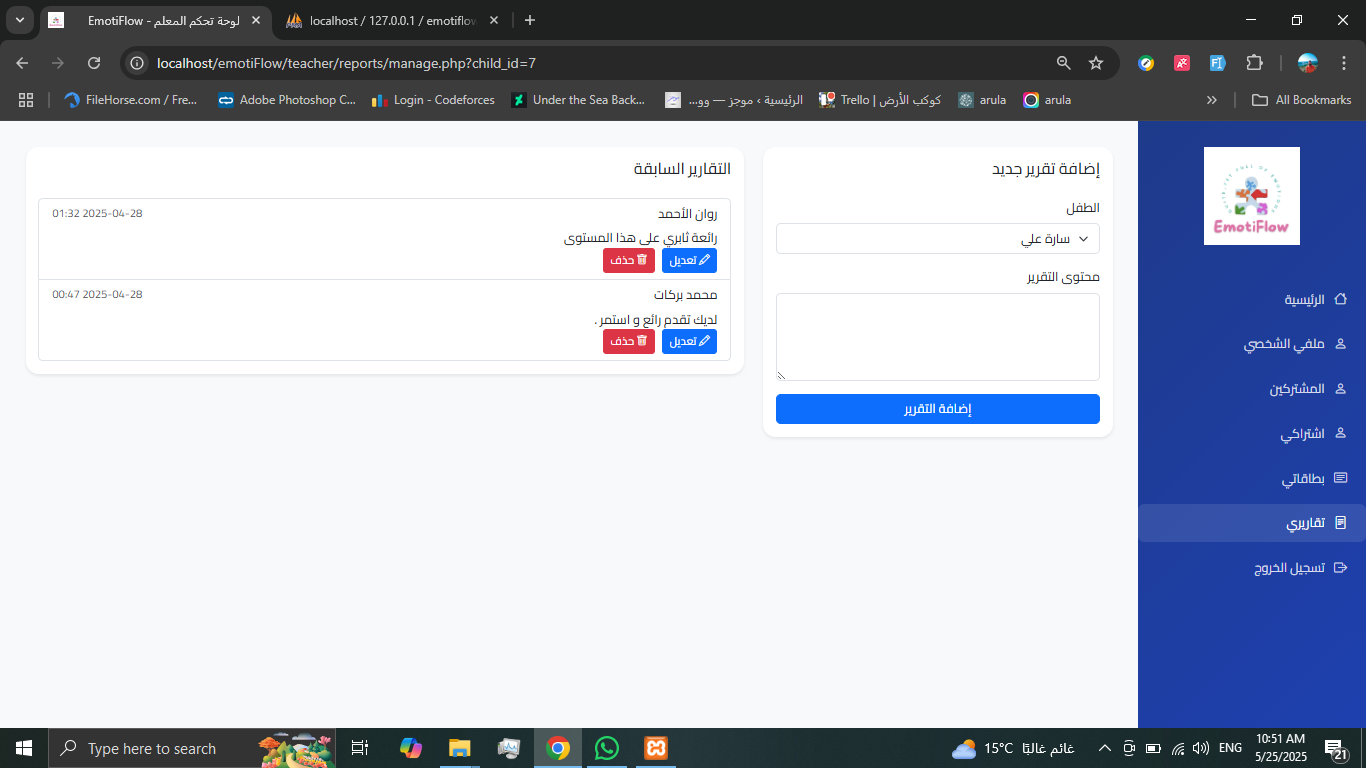 EmotiFlow - لوحة تحكم المعلم
localhost / 127.0.0.1 / emotiflow
localhost/emotiFlow/teacher/reports/manage.php?child_id=7
FileHorse.com / Fre...
Adobe Photoshop C...
Login - Codeforces
Under the Sea Back...
الرئيسية › موجز — وو...
Trello | كوكب الأرض
arula
arula
All Bookmarks
EmotiFlow
الرئيسية
ملفي الشخصي
المشتركين
اشتراكي
بطاقاتي
تقاريري
تسجيل الخروج
إضافة تقرير جديد
الطفل
سارة علي
محتوى التقرير
إضافة التقرير
التقارير السابقة
روان الأحمد
2025-04-28 01:32
رائعة ثابري على هذا المستوى
تعديل
حذف
محمد بركات
2025-04-28 00:47
لديك تقدم رائع و استمر .
تعديل
حذف
Type here to search
15°C غائم غالبًا
ENG
10:51 AM
5/25/2025
21